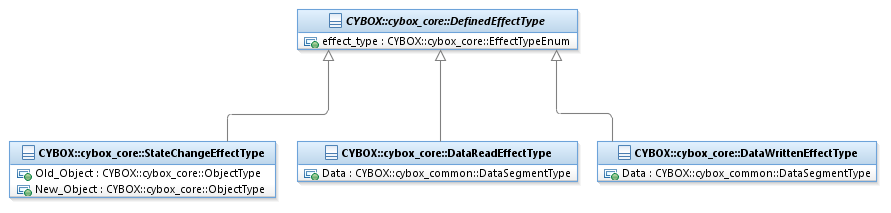 CYBOX::cybox_core::DefinedEffectType
effect_type : CYBOX::cybox_core::EffectTypeEnum
CYBOX::cybox_core::StateChangeEffectType
Old_Object : CYBOX::cybox_core::ObjectType
New_Object : CYBOX::cybox_core::ObjectType
CYBOX::cybox_core::DataReadEffectType
Data : CYBOX::cybox_common::DataSegmentType
CYBOX::cybox_core::DataWrittenEffectType
Data : CYBOX::cybox_common::DataSegmentType